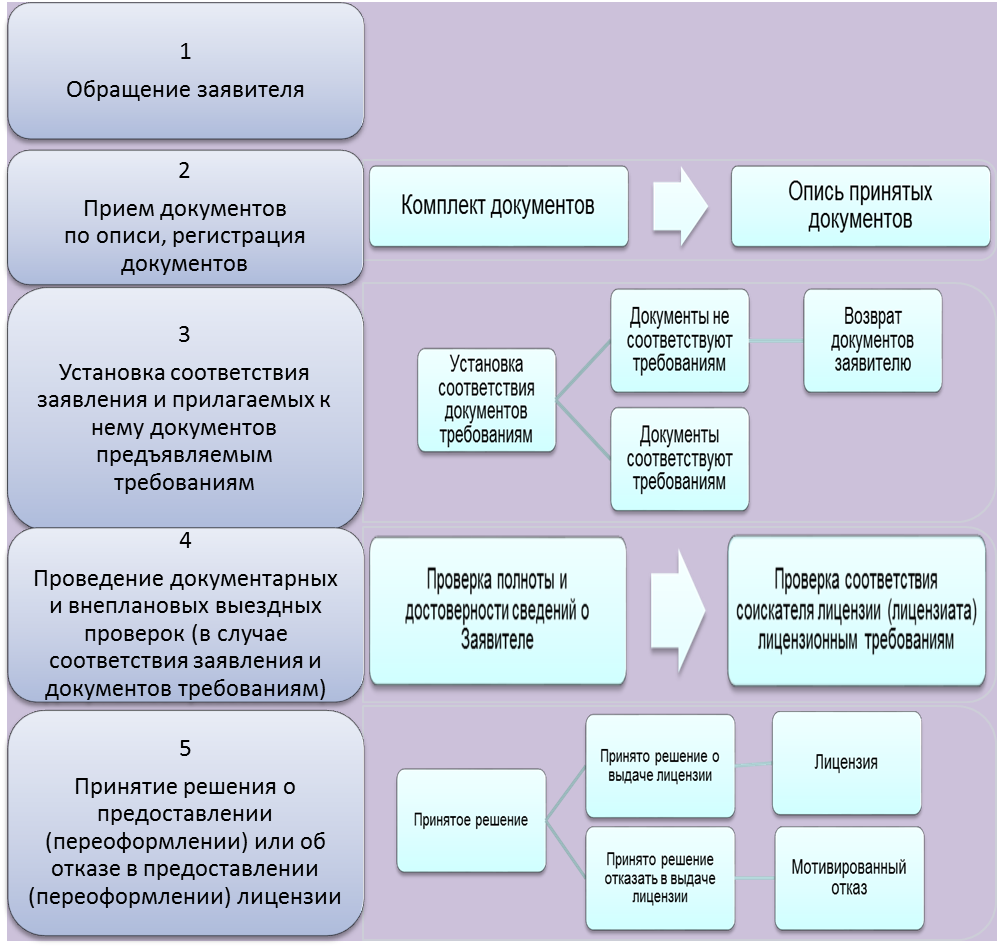 1
Обращение заявителя
2
Прием документов
по описи, регистрация
документов
Комплект документов
Опись принятых
документов
3
Установка соответствия
заявления и прилагаемых к
нему документов
предъявляемым
требованиям
Установка
соответствия
документов
требованиям
Документы не
соответствуют
требованиям
Возврат
документов
заявителю
Документы
соответствуют
требованиям
4
Проведение документарных
и внеплановых выездных
проверок (в случае
соответствия заявления и
документов требованиям)
Проверка полноты и
достоверности сведений о
Заявителе
Проверка соответствия
соискателя лицензии (лицензиата)
лицензионным требованиям
5
Принятие решения о
предоставлении
(переоформлении) или об
отказе в предоставлении
(переоформлении) лицензии
Принятое решение
Принято решение о
выдаче лицензии
Лицензия
Принято решение
отказать в выдаче
лицензии
Мотивированный
отказ